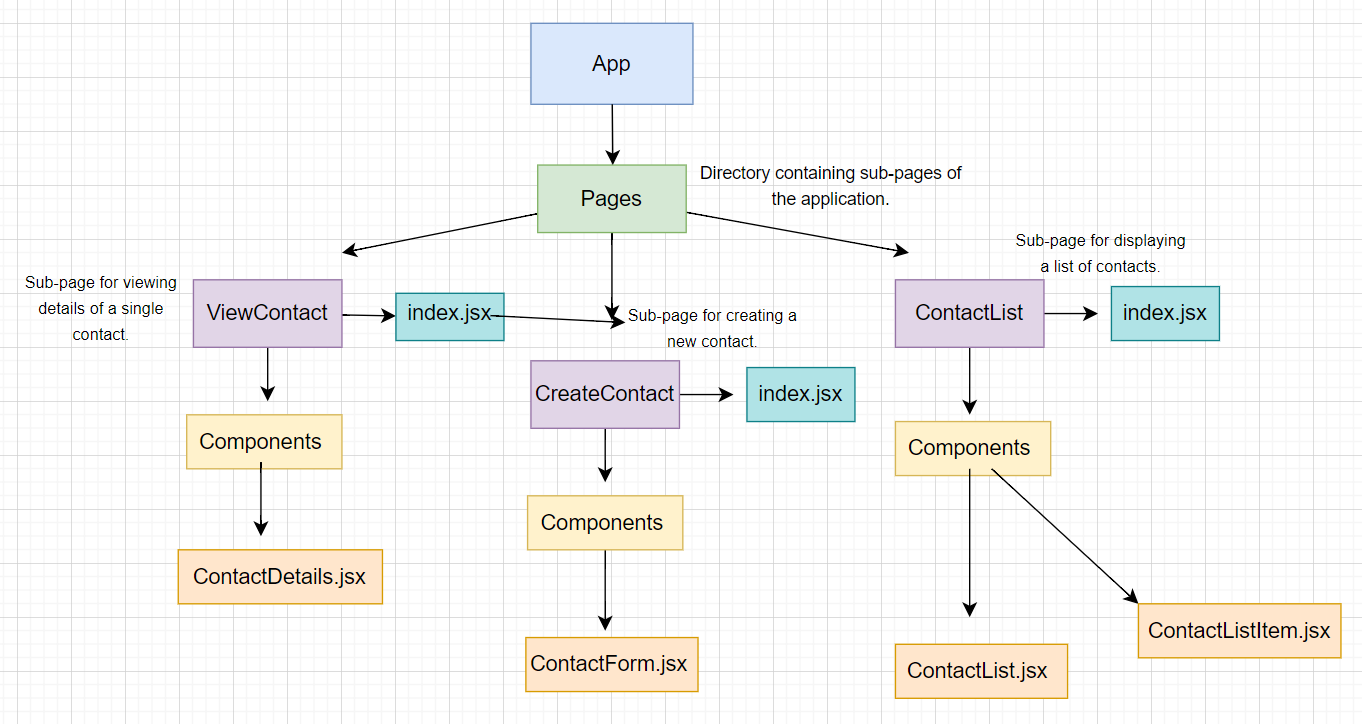 App
Pages
Directory containing sub-pages of
the application.
Sub-page for viewing
details of a single
contact.
ViewContact
index.jsx
Sub-page for creating a
new contact.
Sub-page for displaying
a list of contacts.
ContactList
index.jsx
CreateContact
index.jsx
Components
Components
Components
ContactDetails.jsx
ContactForm.jsx
ContactList.jsx
ContactListItem.jsx